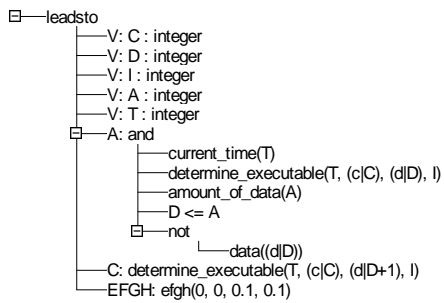 leadsto
V: C : integer
V: D : integer
V: I : integer
V: A : integer
V: T : integer
A: and
current_time(T)
determine_executable(T, (c|C), (d|D), I)
amount_of_data(A)
D <= A
not
data((d|D))
C: determine_executable(T, (c|C), (d|D+1), I)
EFGH: efgh(0, 0, 0.1, 0.1)